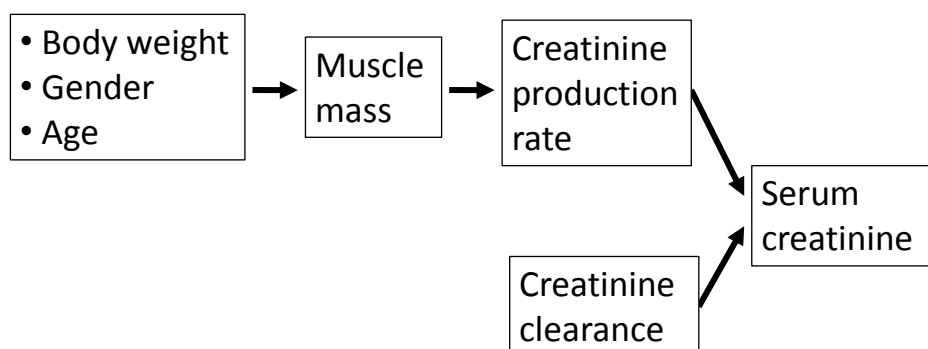 • Body weight
• Gender
• Age
Muscle
mass
Creatinine
production
rate
Serum
creatinine
Creatinine
clearance